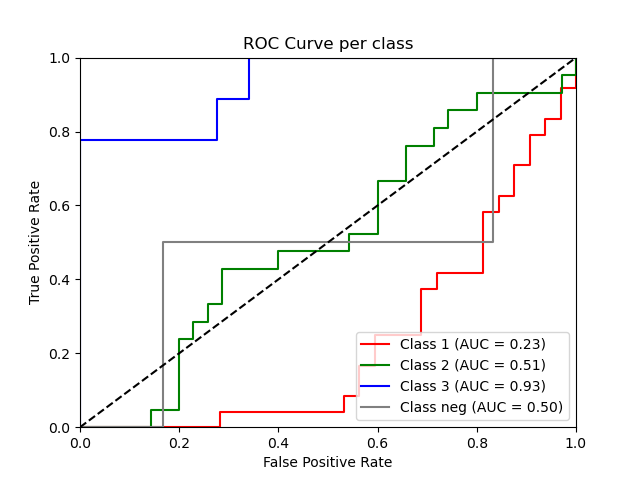 ROC Curve per class
True Positive Rate
1.0
0.8
0.6
0.4
0.2
0.0
Class 1 (AUC = 0.23)
Class 2 (AUC = 0.51)
Class 3 (AUC = 0.93)
Class neg (AUC = 0.50)
0.0 0.2 0.4 0.6 0.8 1.0
False Positive Rate